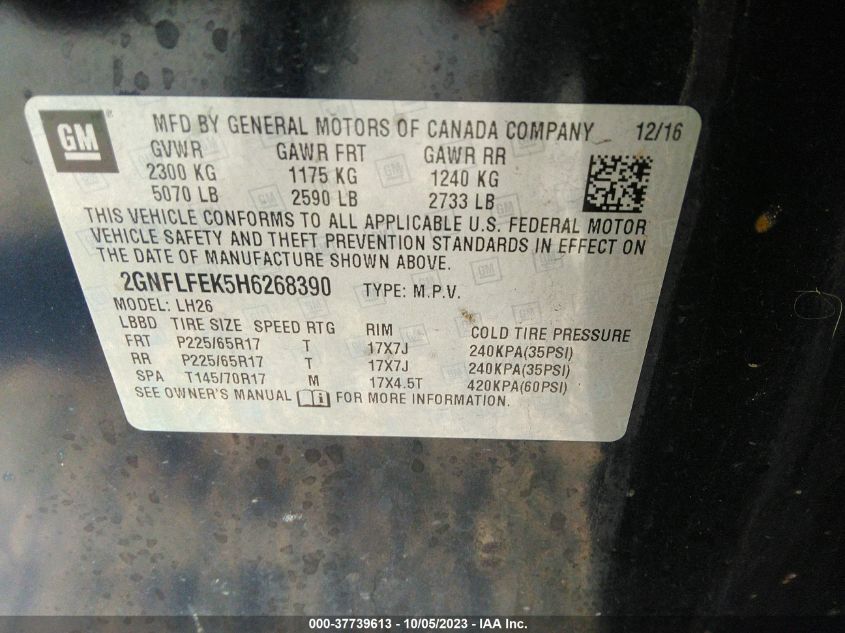 GM
MFD BY GENERAL MOTORS OF CANADA COMPANY 12/16
GVWR GAWR FRT GAWR RR
2300 KG 1175 KG 1240 KG
5070 LB 2590 LB 2733 LB
THIS VEHICLE CONFORMS TO ALL APPLICABLE U.S. FEDERAL MOTOR
VEHICLE SAFETY AND THEFT PREVENTION STANDARDS IN EFFECT ON
THE DATE OF MANUFACTURE SHOWN ABOVE.
2GNFLFEK5H6268390 TYPE: M.P.V.
MODEL: LH26
LBBD TIRE SIZE SPEED RTG RIM COLD TIRE PRESSURE
FRT P225/65R17 T 17X7J 240KPA(35PSI)
RR P225/65R17 T 17X7J 240KPA(35PSI)
SPA T145/70R17 M 17X4.5T 420KPA(60PSI)
SEE OWNER'S MANUAL i FOR MORE INFORMATION.
000-37739613 - 10/05/2023 - IAA Inc.